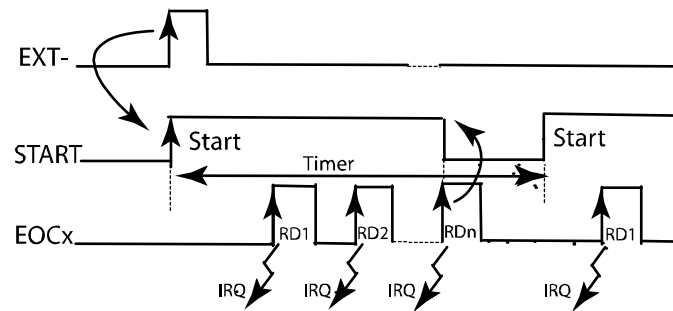 EXT-
Start
Start
START
Timer
EOCx
RD1
RD2
RDn
RD1
IRQ
IRQ
IRQ
IRQ